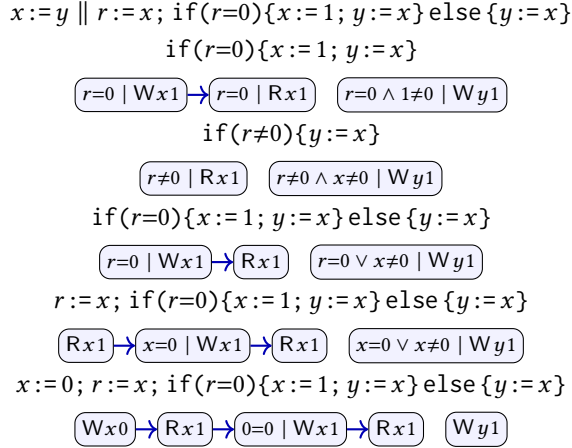 x := y ∥ r := x; if(r=0){x := 1; y := x} else {y := x}
if(r=0){x := 1; y := x}
r=0 | Wx1 → r=0 | Rx1 r=0 ∧ 1≠0 | Wy1
if(r≠0){y := x}
r≠0 | Rx1 r≠0 ∧ x≠0 | Wy1
if(r=0){x := 1; y := x} else {y := x}
r=0 | Wx1 → Rx1 r=0 ∨ x≠0 | Wy1
r := x; if(r=0){x := 1; y := x} else {y := x}
Rx1 → x=0 | Wx1 → Rx1 x=0 ∨ x≠0 | Wy1
x := 0; r := x; if(r=0){x := 1; y := x} else {y := x}
Wx0 → Rx1 → 0=0 | Wx1 → Rx1 Wy1